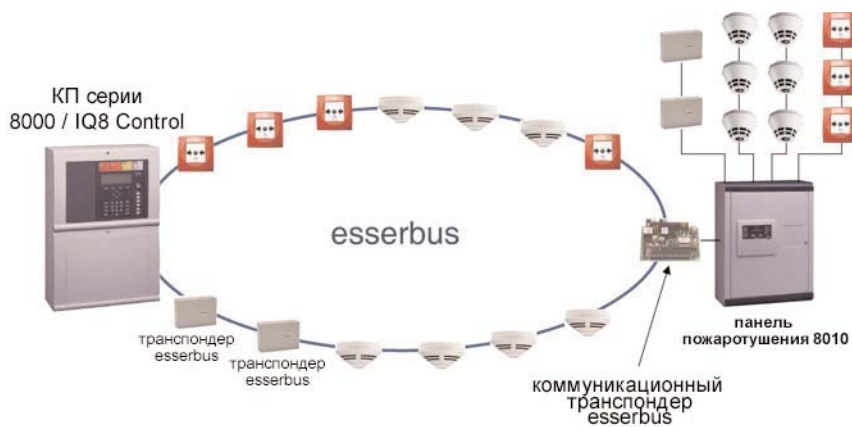 КП серии
8000 / IQ8 Control
esserbus
транспондер
esserbus
транспондер
esserbus
панель
пожаротушения 8010
коммуникационный
транспондер
esserbus